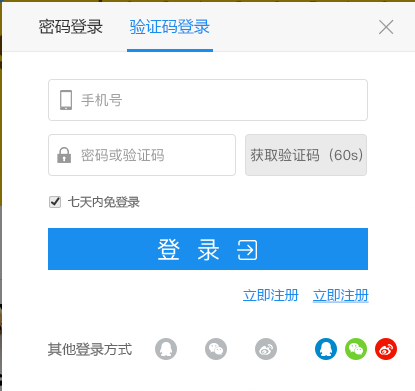 密码登录 验证码登录
手机号
密码或验证码 获取验证码（60s）
七天内免登录
登 录
立即注册 立即注册
其他登录方式